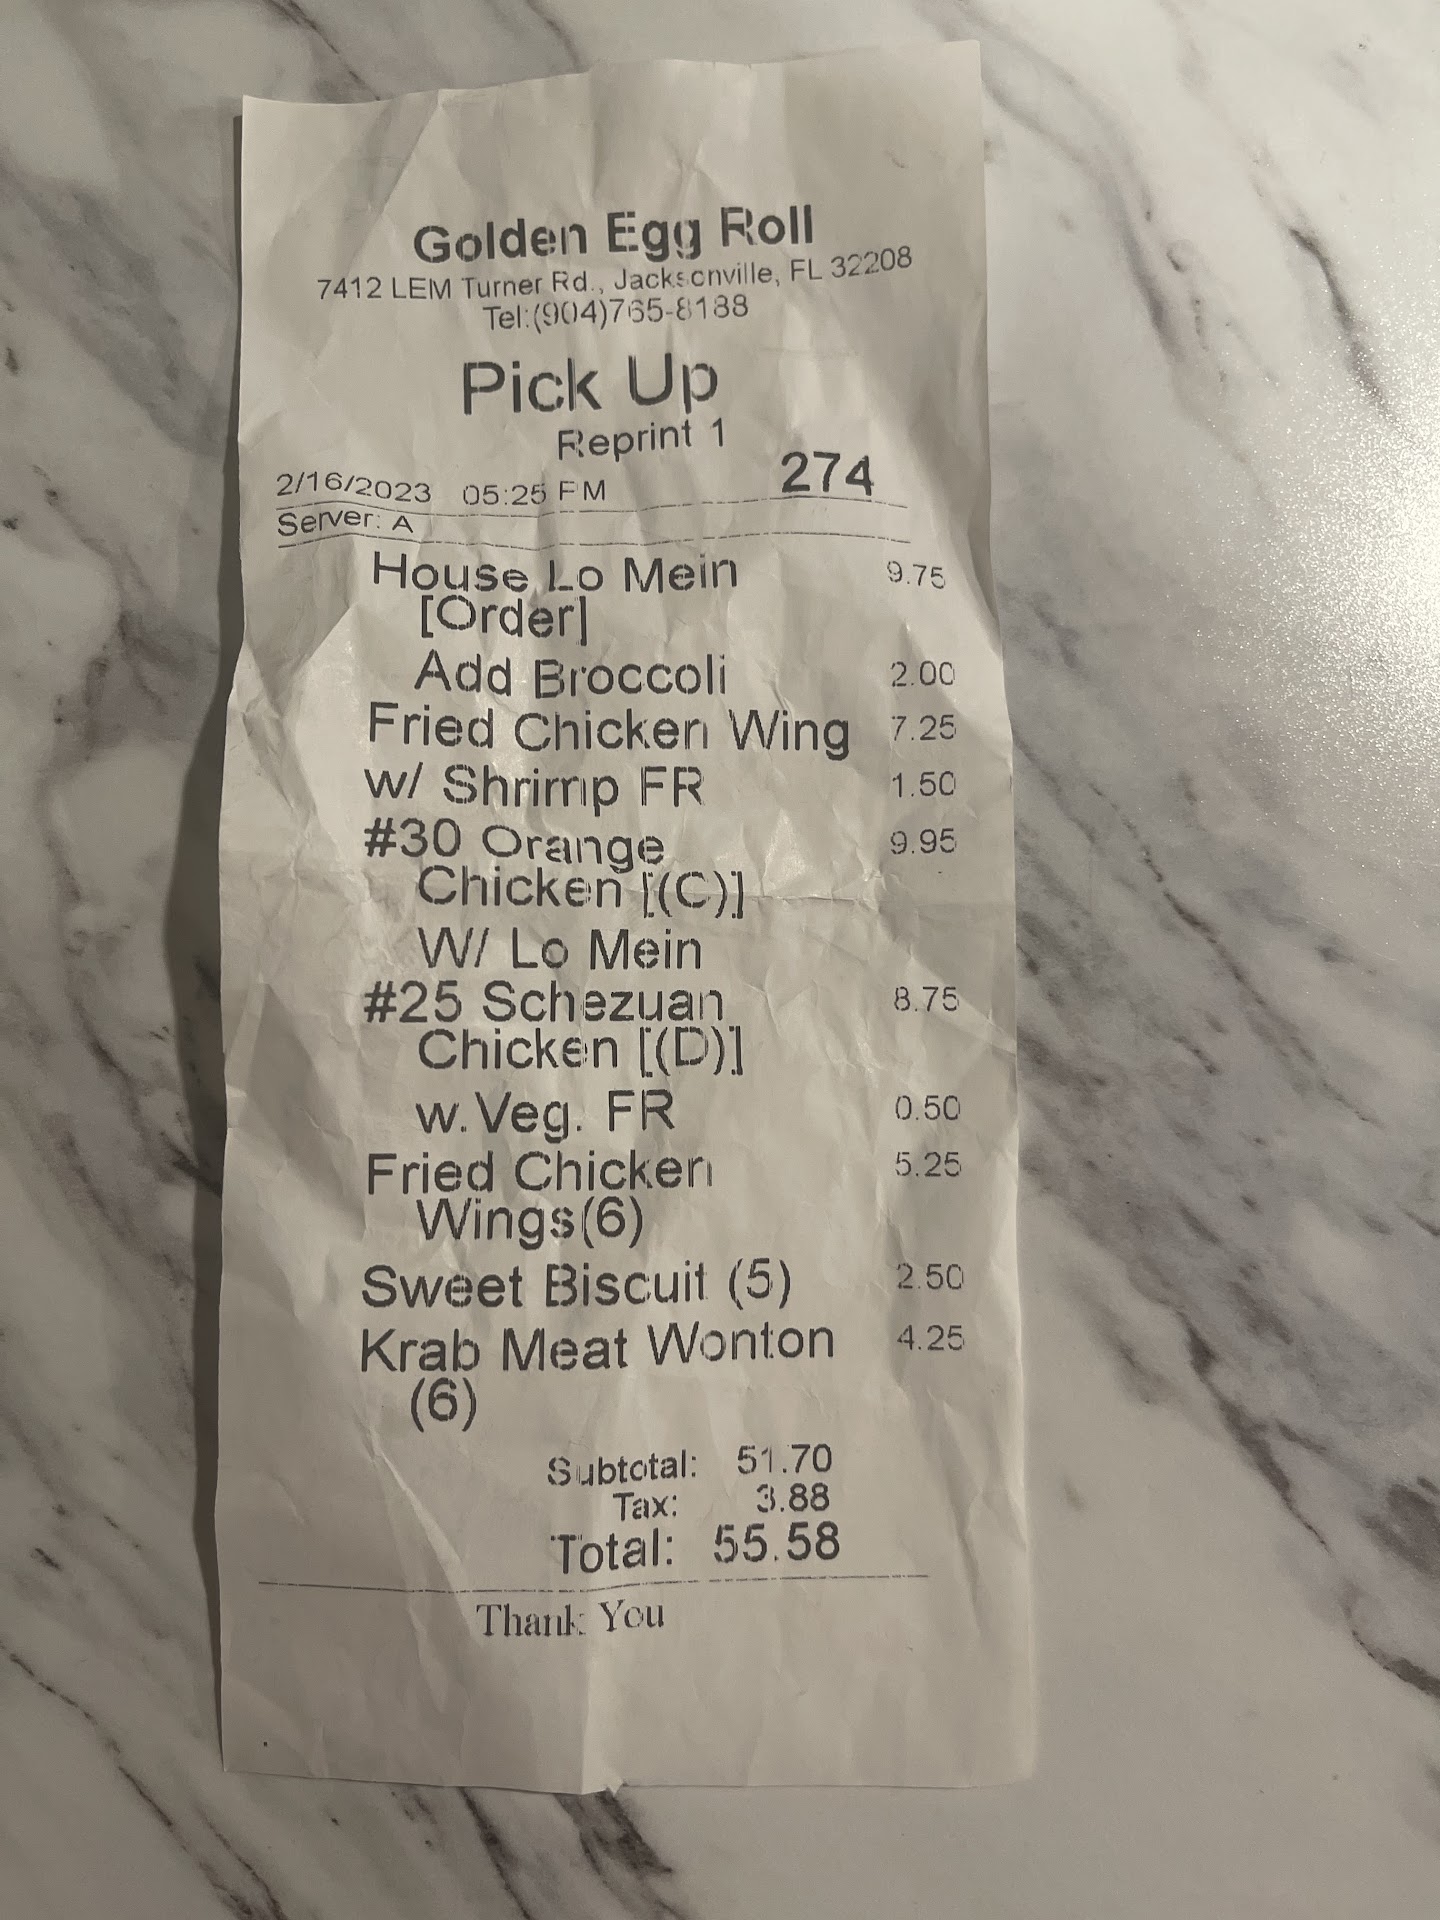 Golden Egg Roll
7412 LEM Turner Rd., Jacksonville, FL 32208
Tel:(904)765-8188
Pick Up
Reprint 1
2/16/2023 05:25 PM 274
Server: A
House Lo Mein 9.75
[Order]
Add Broccoli 2.00
Fried Chicken Wing 7.25
w/ Shrimp FR 1.50
#30 Orange 9.95
Chicken [(C)]
W/ Lo Mein
#25 Schezuan 8.75
Chicken [(D)]
w.Veg. FR 0.50
Fried Chicken 5.25
Wings(6)
Sweet Biscuit (5) 2.50
Krab Meat Wonton 4.25
(6)
Subtotal: 51.70
Tax: 3.88
Total: 55.58
Thank You